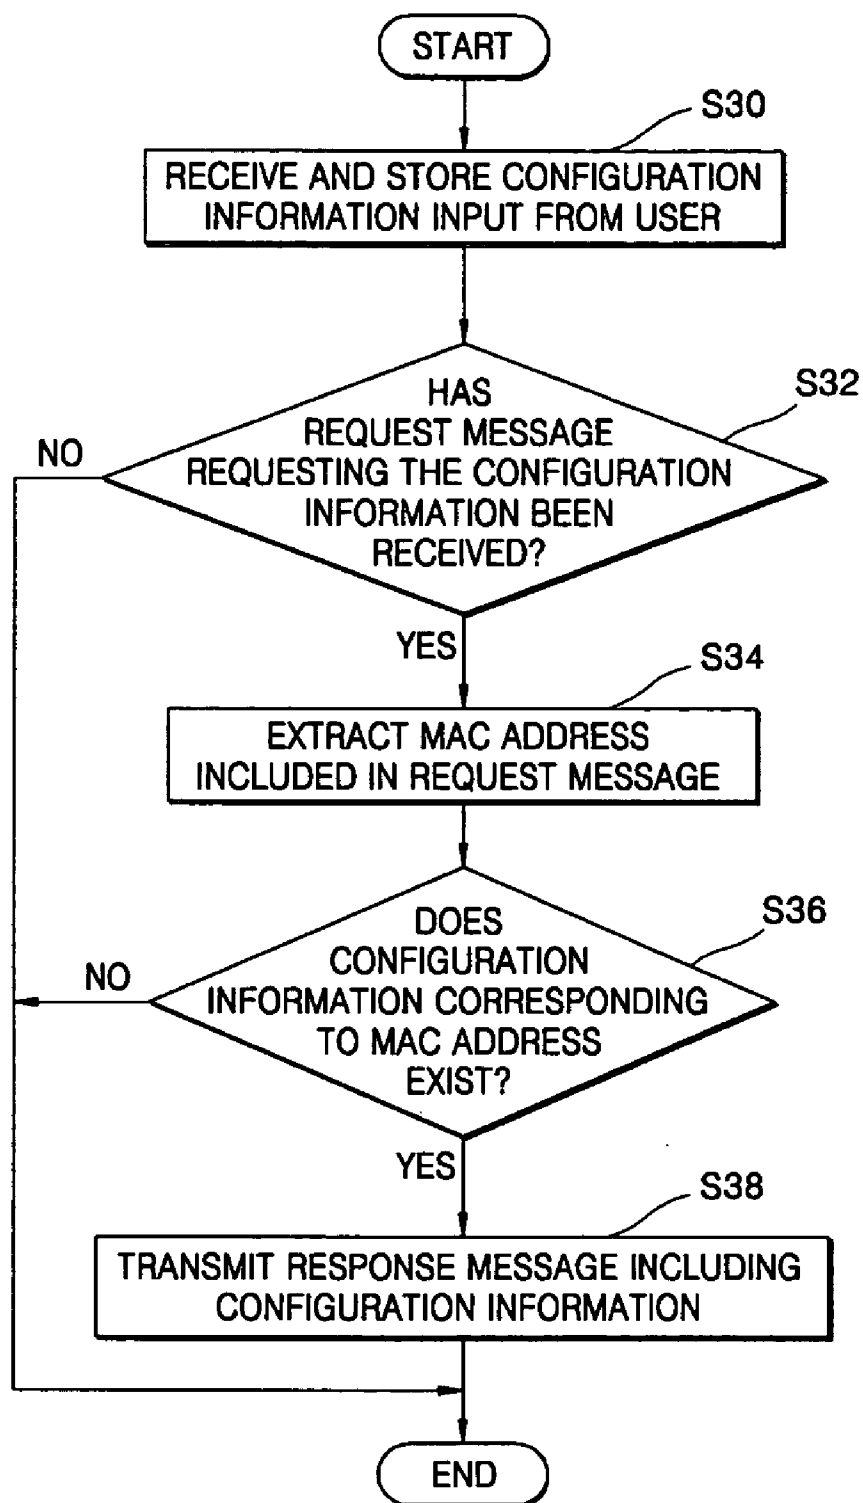 START
S30
RECEIVE AND STORE CONFIGURATION
INFORMATION INPUT FROM USER
S32
HAS
REQUEST MESSAGE
REQUESTING THE CONFIGURATION
INFORMATION BEEN
RECEIVED?
NO
YES
S34
EXTRACT MAC ADDRESS
INCLUDED IN REQUEST MESSAGE
S36
DOES
CONFIGURATION
INFORMATION CORRESPONDING
TO MAC ADDRESS
EXIST?
NO
YES
S38
TRANSMIT RESPONSE MESSAGE INCLUDING
CONFIGURATION INFORMATION
END